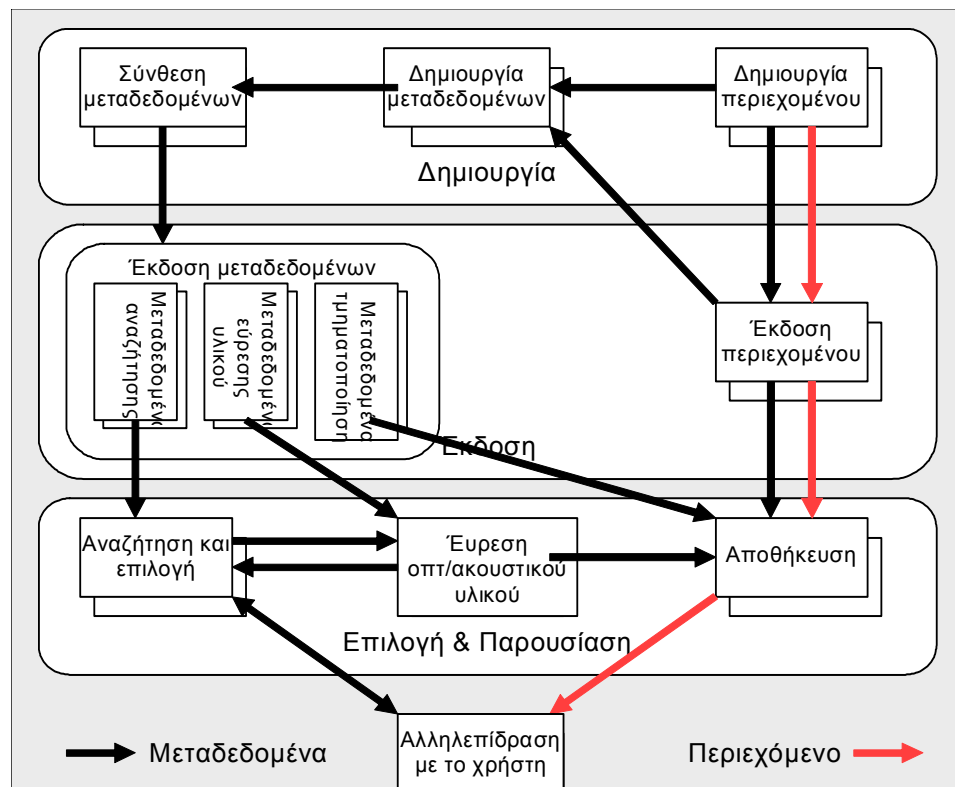 Σύνθεση
μεταδεδομένων
Δημιουργία
μεταδεδομένων
Δημιουργία
περιεχομένου
Δημιουργία
Έκδοση μεταδεδομένων
Μεταδεδομένα
αναζήτησης
Μεταδεδομένα
εύρεσης
υλικού
Μεταδεδομένα
τμηματοποίηση
Έκδοση
περιεχομένου
Έκδοση
Αναζήτηση και
επιλογή
Έυρεση
οπτ/ακουστικού
υλικού
Αποθήκευση
Επιλογή & Παρουσίαση
Αλληλεπίδραση
με το χρήστη
Μεταδεδομένα
Περιεχόμενο